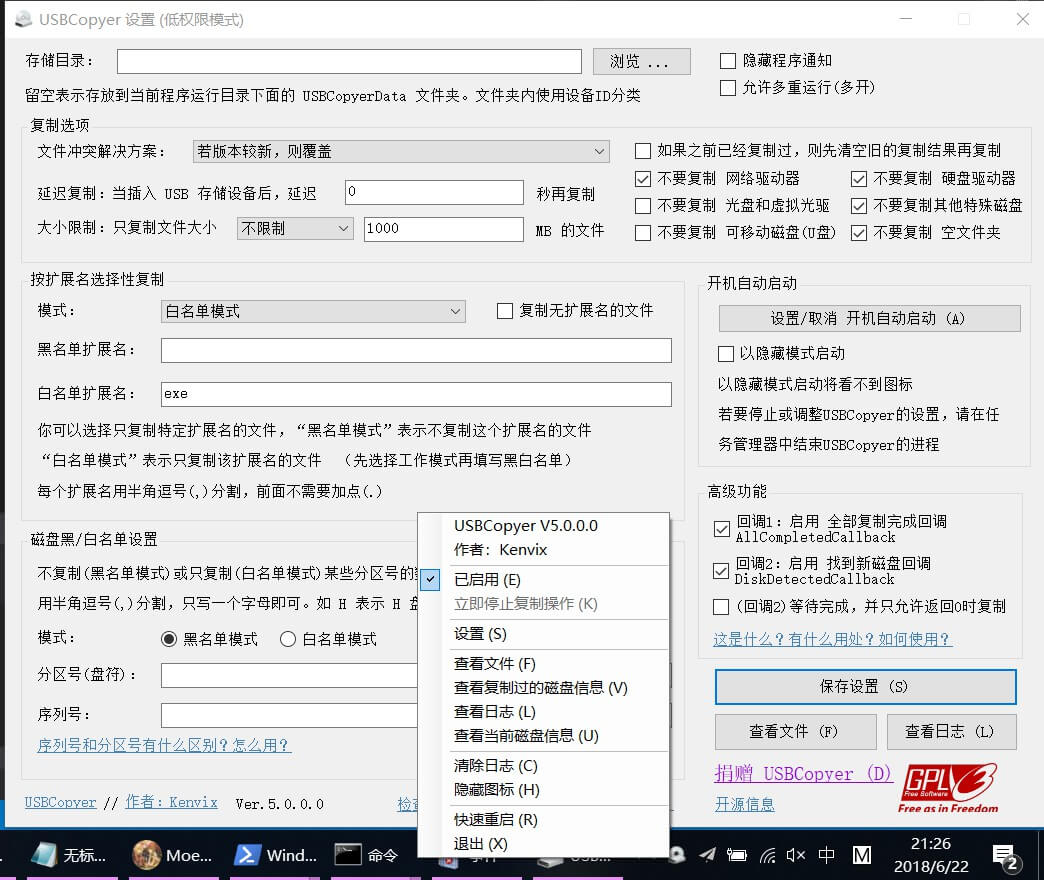 USBCopyer 设置 (低权限模式)
存储目录：
浏览 ...
隐藏程序通知
留空表示存放到当前程序运行目录下面的 USBCopyerData 文件夹。文件夹内使用设备ID分类
允许多重运行(多开)
复制选项
文件冲突解决方案：
若版本较新，则覆盖
延迟复制：当插入 USB 存储设备后，延迟
0
秒再复制
大小限制：只复制文件大小
不限制
1000
MB 的文件
如果之前已经复制过，则先清空旧的复制结果再复制
不要复制 网络驱动器
不要复制 硬盘驱动器
不要复制 光盘和虚拟光驱
不要复制其他特殊磁盘
不要复制 可移动磁盘(U盘)
不要复制 空文件夹
按扩展名选择性复制
模式：
白名单模式
复制无扩展名的文件
黑名单扩展名：
白名单扩展名：
exe
你可以选择只复制特定扩展名的文件，“黑名单模式”表示不复制这个扩展名的文件
“白名单模式”表示只复制该扩展名的文件 （先选择工作模式再填写黑白名单）
每个扩展名用半角逗号(,)分割，前面不需要加点(.)
开机自动启动
设置/取消 开机自动启动 (A)
以隐藏模式启动
以隐藏模式启动将看不到图标
若要停止或调整USBCopyer的设置，请在任
务管理器中结束USBCopyer的进程
磁盘黑/白名单设置
不复制(黑名单模式)或只复制(白名单模式)某些分区号的
用半角逗号(,)分割，只写一个字母即可。如 H 表示 H 盘
模式：
黑名单模式
白名单模式
分区号(盘符)：
序列号：
序列号和分区号有什么区别？怎么用？
高级功能
回调1：启用 全部复制完成回调
AllCompletedCallback
回调2：启用 找到新磁盘回调
DiskDetectedCallback
(回调2)等待完成，并只允许返回0时复制
这是什么？有什么用处？如何使用？
保存设置 (S)
查看文件 (F)
查看日志 (L)
捐赠 USBCopyer (D)
开源信息
GPLv3
Free Software
Free as in Freedom
USBCopyer // 作者：Kenvix Ver.5.0.0.0
检
USBCopyer V5.0.0.0
作者：Kenvix
已启用 (E)
立即停止复制操作 (K)
设置 (S)
查看文件 (F)
查看复制过的磁盘信息 (V)
查看日志 (L)
查看当前磁盘信息 (U)
清除日志 (C)
隐藏图标 (H)
快速重启 (R)
退出 (X)
无标...
Moe...
Wind...
命令
中
M
21:26
2018/6/22
2